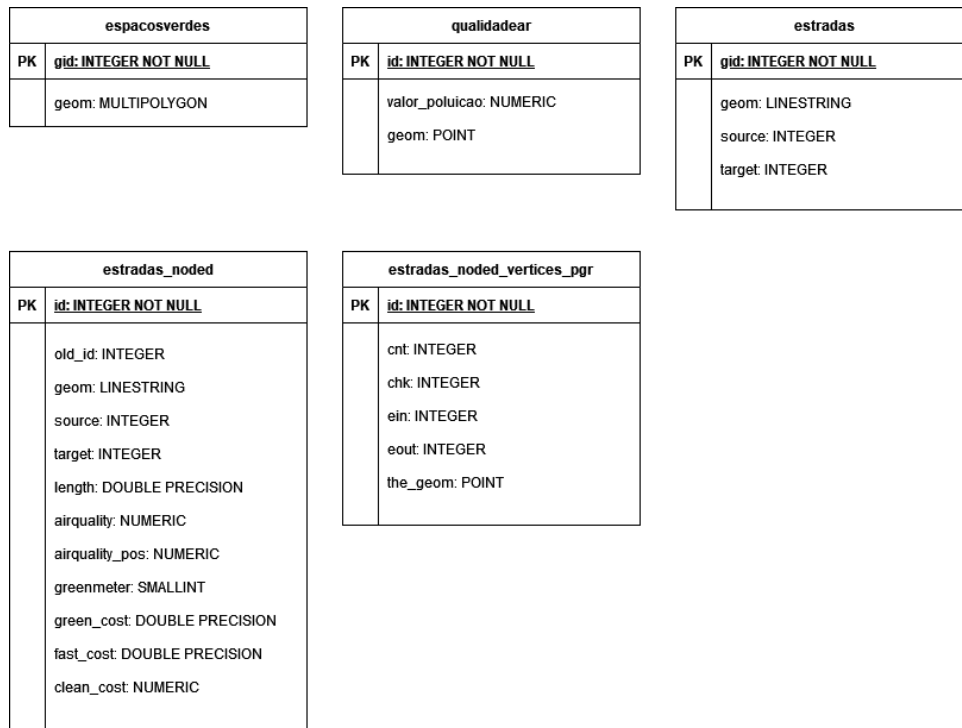 espacosverdes
PK gid: INTEGER NOT NULL
geom: MULTIPOLYGON
qualidadear
PK id: INTEGER NOT NULL
valor_poluicao: NUMERIC
geom: POINT
estradas
PK gid: INTEGER NOT NULL
geom: LINESTRING
source: INTEGER
target: INTEGER
estradas_noded
PK id: INTEGER NOT NULL
old_id: INTEGER
geom: LINESTRING
source: INTEGER
target: INTEGER
length: DOUBLE PRECISION
airquality: NUMERIC
airquality_pos: NUMERIC
greenmeter: SMALLINT
green_cost: DOUBLE PRECISION
fast_cost: DOUBLE PRECISION
clean_cost: NUMERIC
estradas_noded_vertices_pgr
PK id: INTEGER NOT NULL
cnt: INTEGER
chk: INTEGER
ein: INTEGER
eout: INTEGER
the_geom: POINT